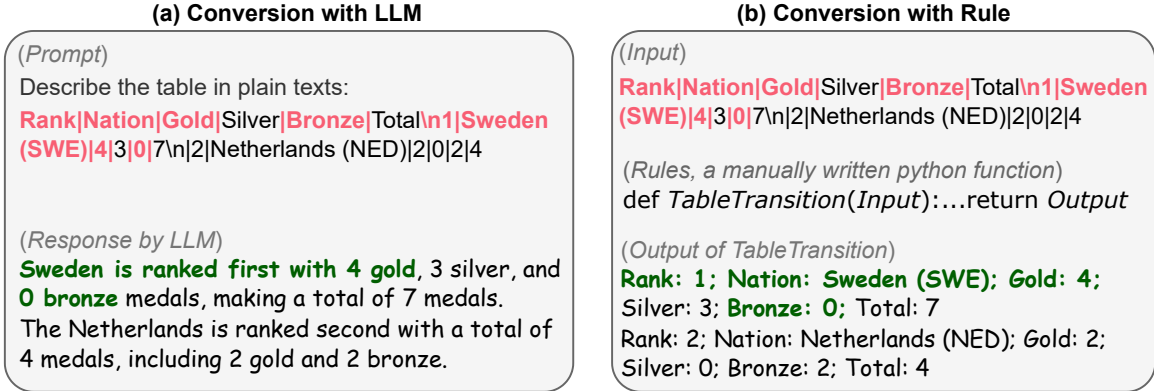 (a) Conversion with LLM
(Prompt)
Describe the table in plain texts:
Rank|Nation|Gold|Silver|Bronze|Total\n1|Sweden
(SWE)|4|3|0|7\n|2|Netherlands (NED)|2|0|2|4
(Response by LLM)
Sweden is ranked first with 4 gold, 3 silver, and
0 bronze medals, making a total of 7 medals.
The Netherlands is ranked second with a total of
4 medals, including 2 gold and 2 bronze.
(b) Conversion with Rule
(Input)
Rank|Nation|Gold|Silver|Bronze|Total\n1|Sweden
(SWE)|4|3|0|7\n|2|Netherlands (NED)|2|0|2|4
(Rules, a manually written python function)
def TableTransition(Input):...return Output
(Output of TableTransition)
Rank: 1; Nation: Sweden (SWE); Gold: 4;
Silver: 3; Bronze: 0; Total: 7
Rank: 2; Nation: Netherlands (NED); Gold: 2;
Silver: 0; Bronze: 2; Total: 4